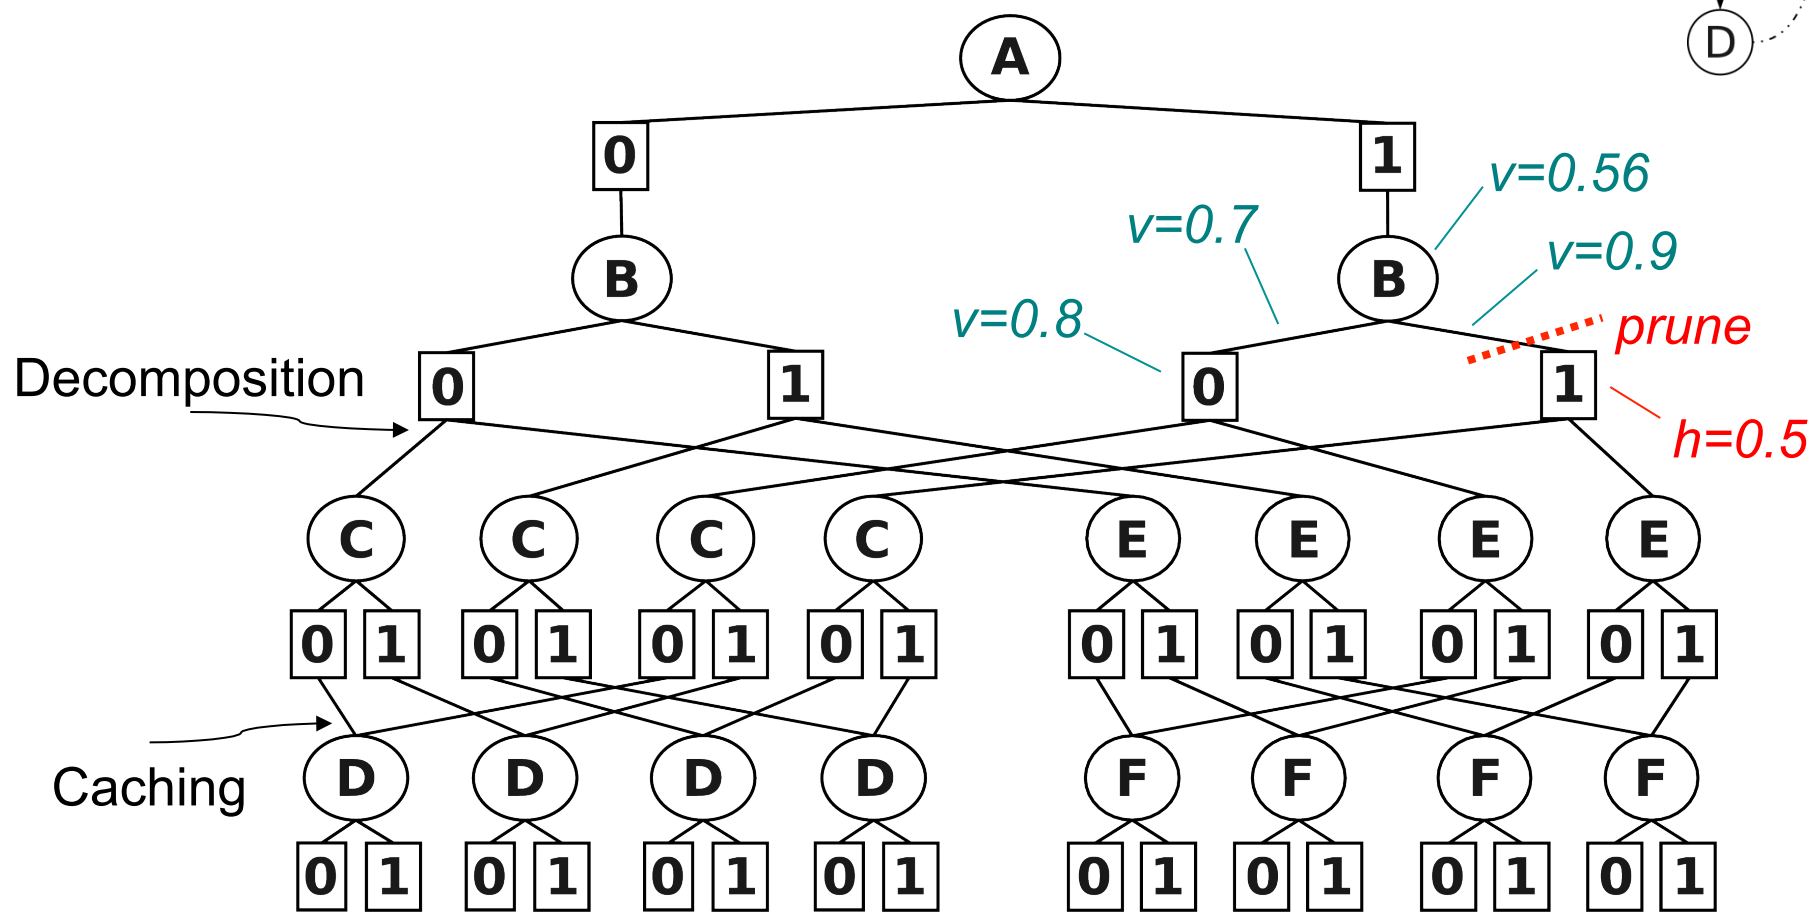 D
A
0 1
v=0.56
v=0.7
B B
v=0.9
v=0.8
prune
Decomposition
0 1 0 1
h=0.5
C C C C E E E E
0 1 0 1 0 1 0 1 0 1 0 1 0 1 0 1
D D D D F F F F
Caching
0 1 0 1 0 1 0 1 0 1 0 1 0 1 0 1